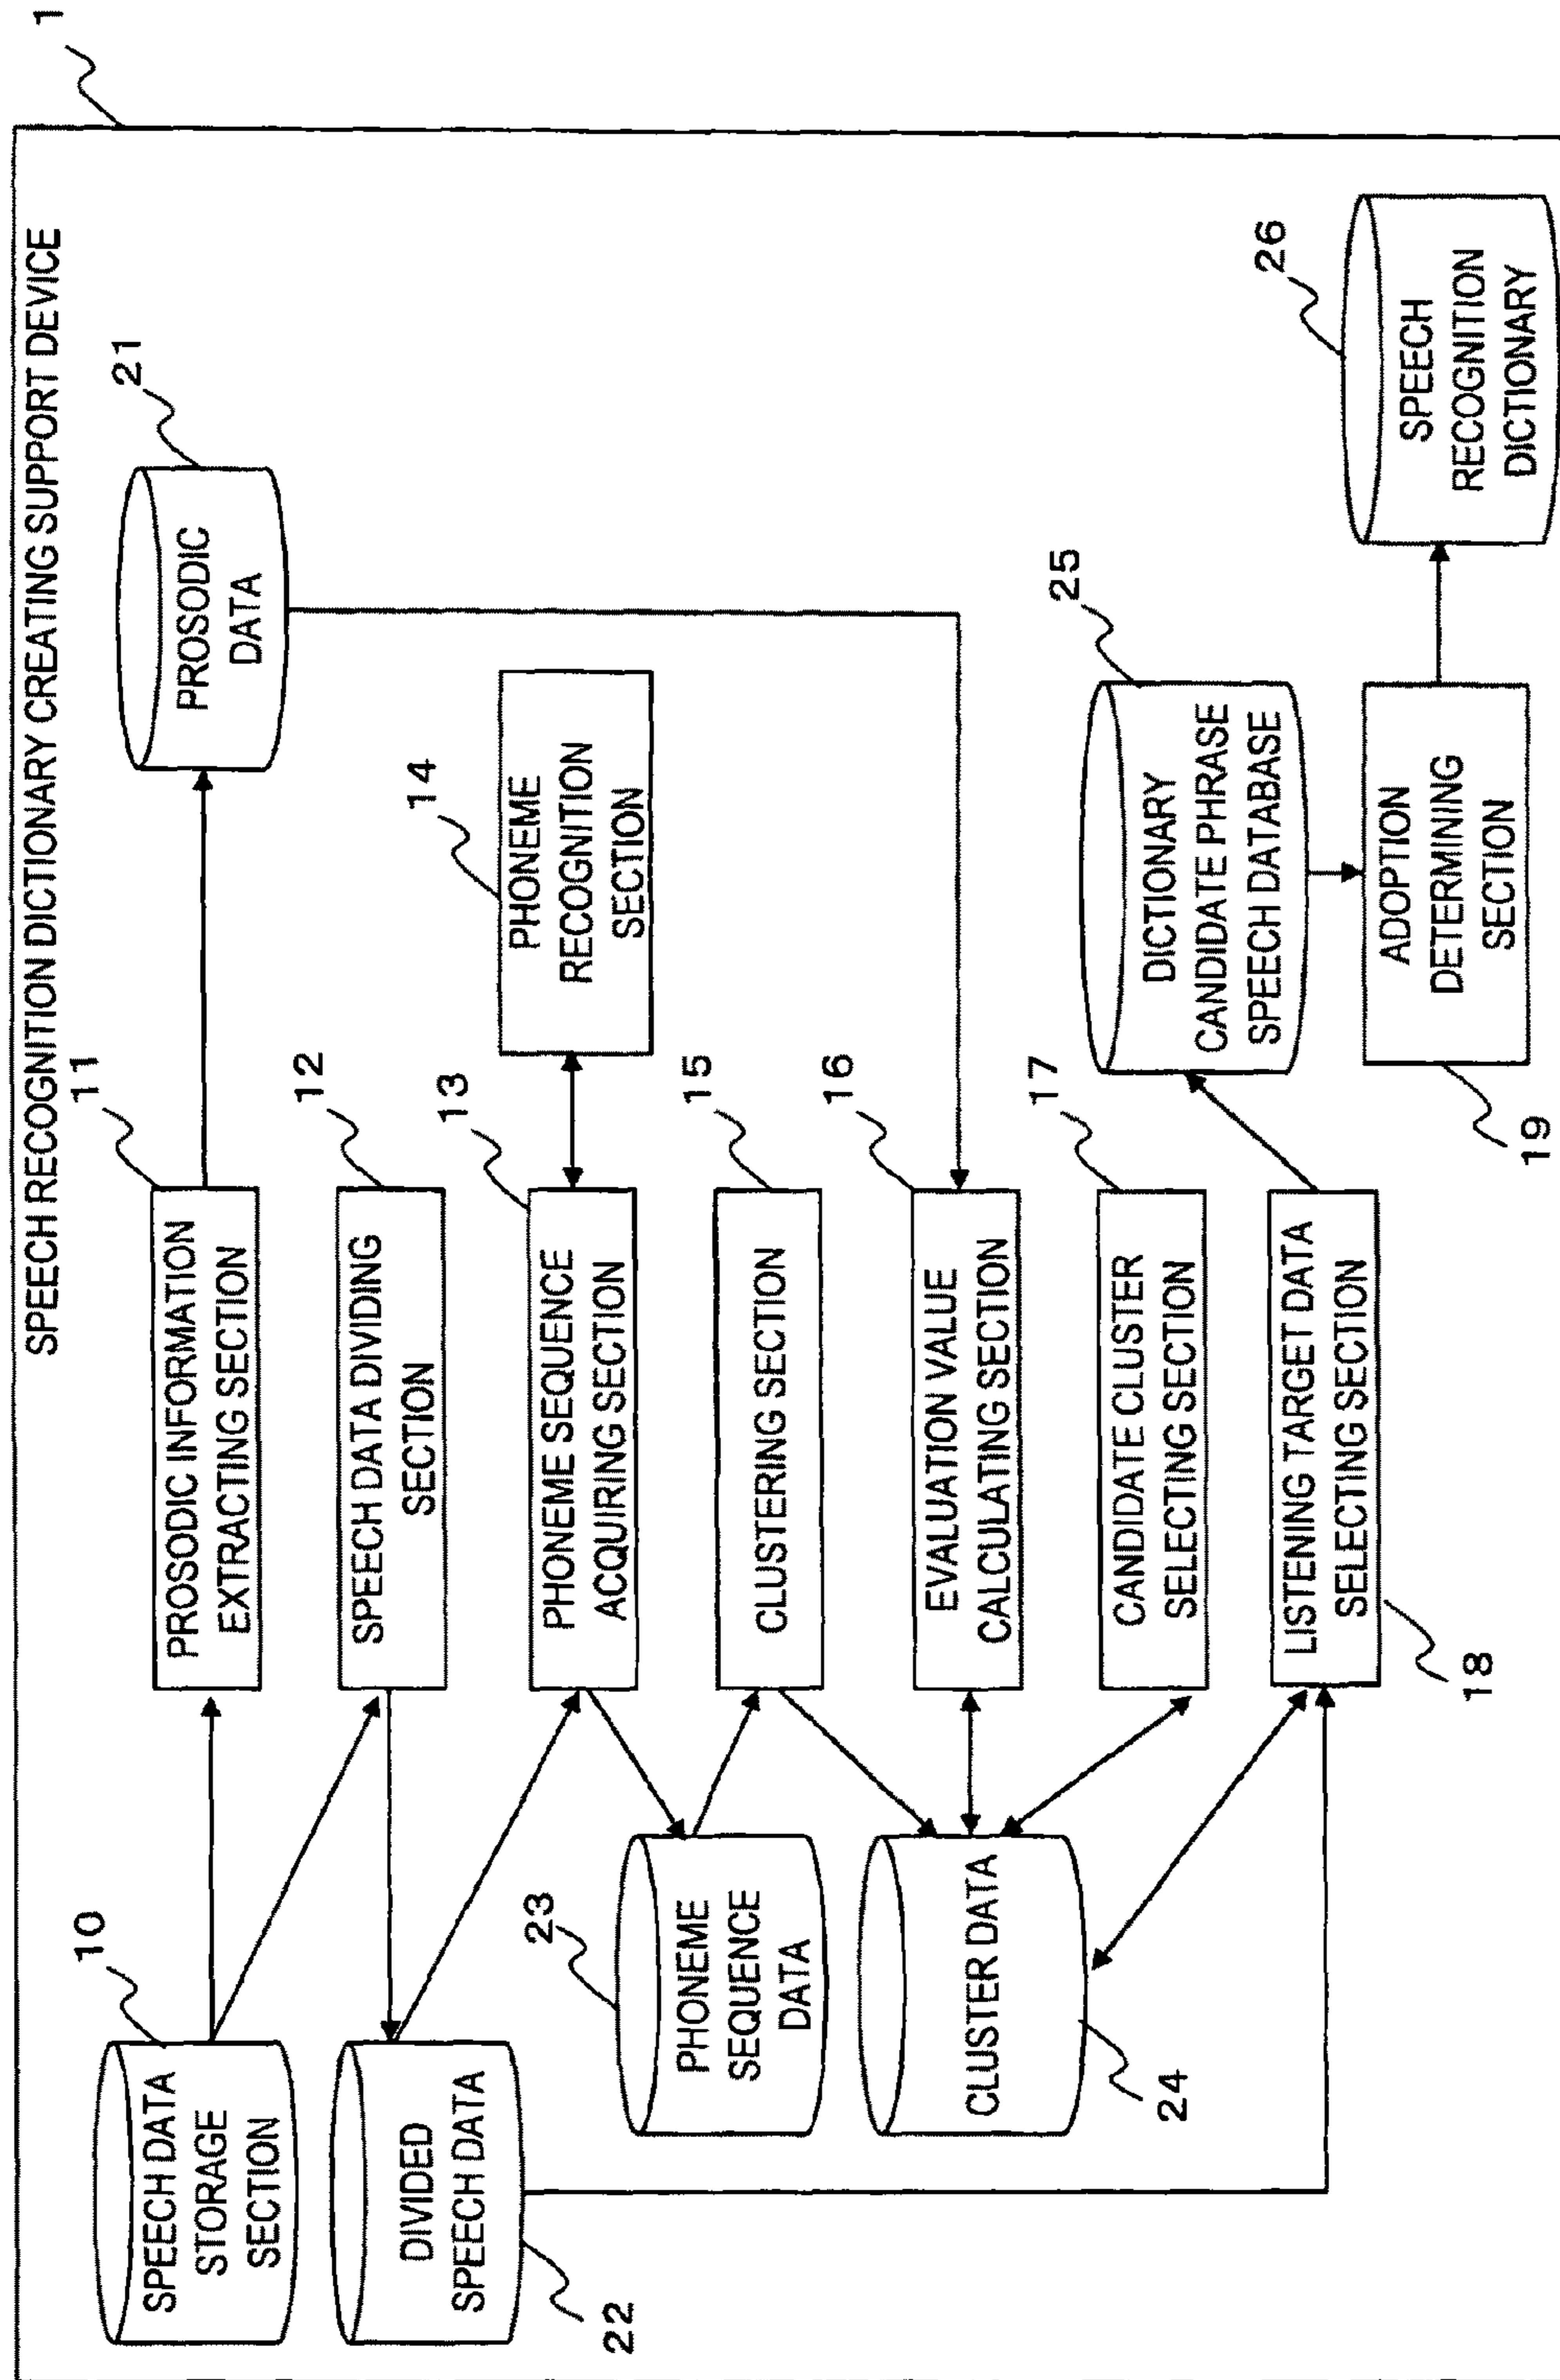 SPEECH RECOGNITION DICTIONARY CREATING SUPPORT DEVICE
1
10
SPEECH DATA
STORAGE
SECTION
11
PROSODIC INFORMATION
EXTRACTING SECTION
21
PROSODIC
DATA
DIVIDED
SPEECH DATA
22
12
SPEECH DATA DIVIDING
SECTION
13
PHONEME SEQUENCE
ACQUIRING SECTION
14
PHONEME
RECOGNITION
SECTION
23
PHONEME
SEQUENCE
DATA
15
CLUSTERING SECTION
CLUSTER DATA
24
16
EVALUATION VALUE
CALCULATING SECTION
17
CANDIDATE CLUSTER
SELECTING SECTION
LISTENING TARGET DATA
SELECTING SECTION
18
25
DICTIONARY
CANDIDATE PHRASE
SPEECH DATABASE
ADOPTION
DETERMINING
SECTION
19
26
SPEECH
RECOGNITION
DICTIONARY